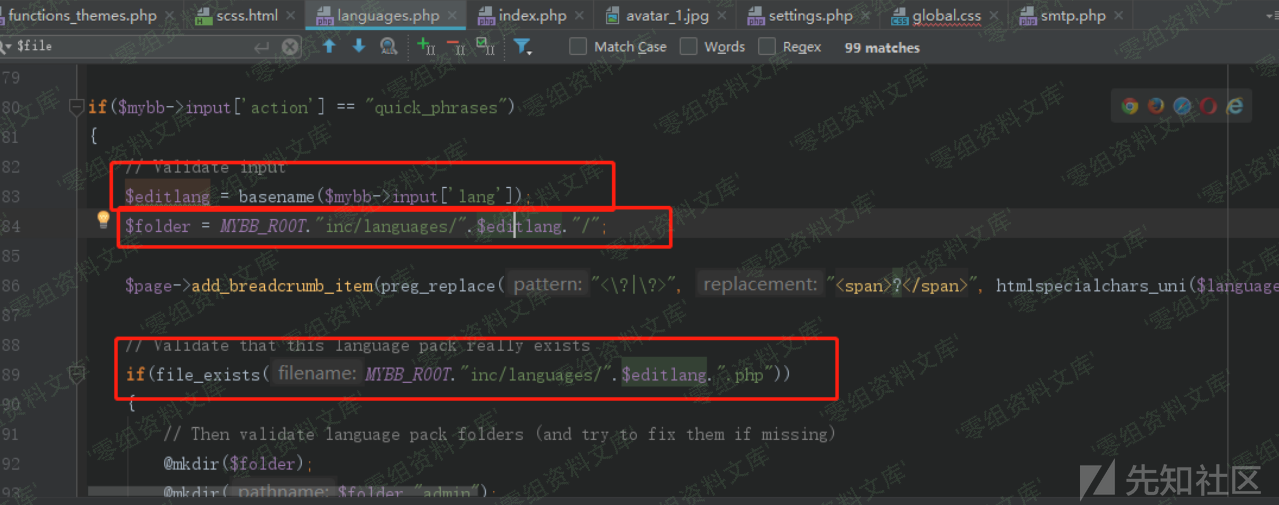 functions_themes.php scss.html languages.php index.php avatar_1.jpg settings.php global.css smtp.php
$file Match Case Words Regex 99 matches
79
80 if($mybb->input['action'] == "quick_phrases")
81 {
82 // Validate input
83 $editlang = basename($mybb->input['lang']);
84 $folder = MYBB_ROOT."inc/languages/".$editlang."/";
85
86 $page->add_breadcrumb_item(preg_replace( pattern: "<\?|\?>", replacement: "<span>?</span>", htmlspecialchars_uni($language
87
88 // Validate that this language pack really exists
89 if(file_exists( filename: MYBB_ROOT."inc/languages/".$editlang.".php"))
90 {
91 // Then validate language pack folders (and try to fix them if missing)
92 @mkdir($folder);
93 @mkdir( pathname: $folder."admin");
先知社区
'零组资料文库'